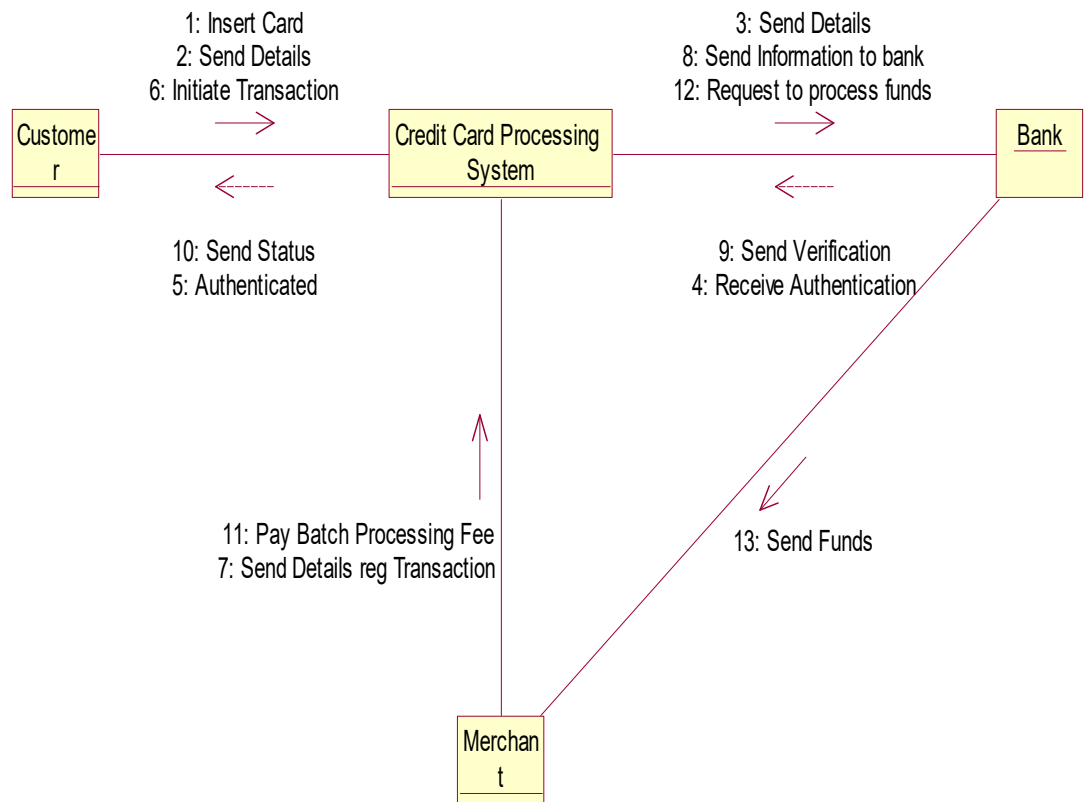 1: Insert Card
2: Send Details
6: Initiate Transaction
3: Send Details
8: Send Information to bank
12: Request to process funds
Custome
r
Credit Card Processing
System
Bank
10: Send Status
5: Authenticated
9: Send Verification
4: Receive Authentication
11: Pay Batch Processing Fee
7: Send Details reg Transaction
13: Send Funds
Merchan
t